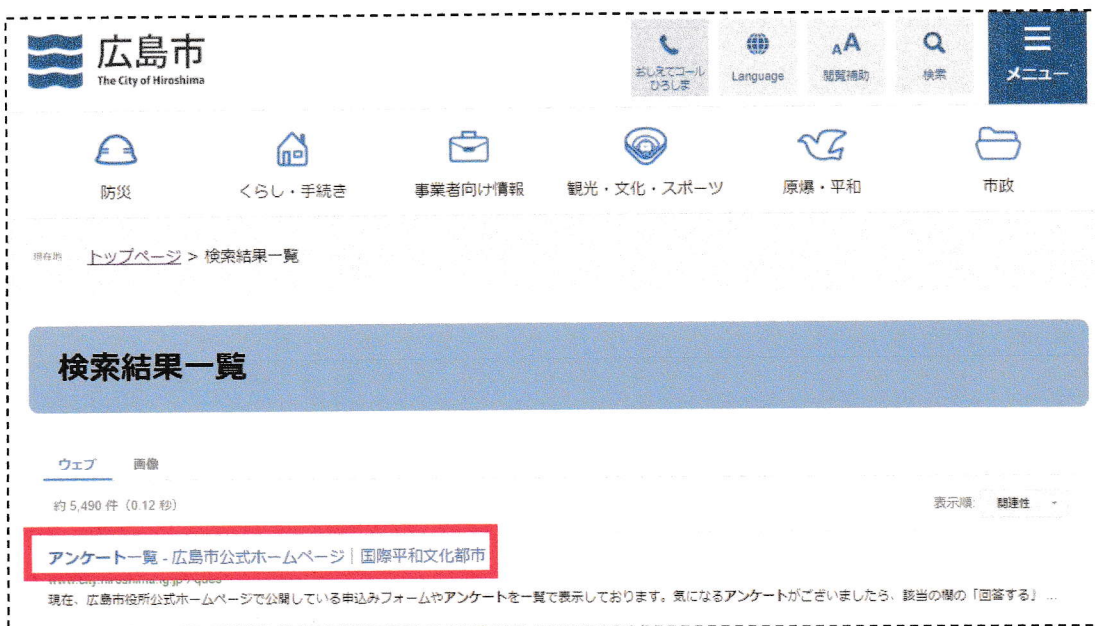 広島市
The City of Hiroshima
おしえてコール
ひろしま
Language
AA
閲覧補助
検索
メニュー
防災
くらし・手続き
事業者向け情報
観光・文化・スポーツ
原爆・平和
市政
現在地 トップページ > 検索結果一覧
検索結果一覧
ウェブ 画像
約 5,490 件（0.12 秒）
表示順: 関連性
アンケート一覧 - 広島市公式ホームページ｜国際平和文化都市
現在、広島市役所公式ホームページで公開している申込みフォームやアンケートを一覧で表示しております。気になるアンケートがございましたら、該当の欄の「回答する」 ...